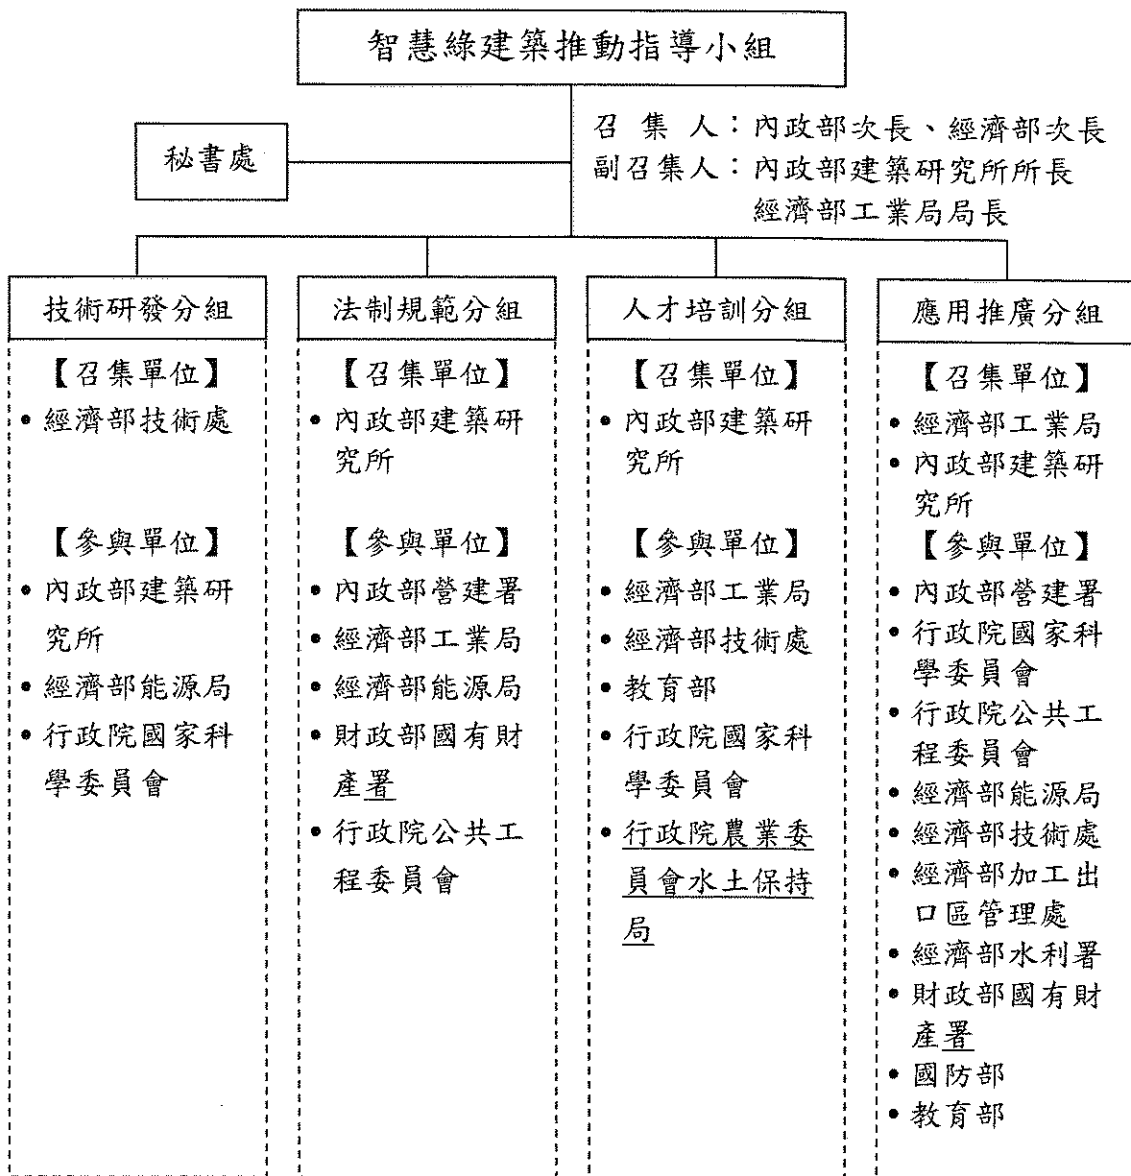 智慧綠建築推動指導小組
秘書處
召 集 人：內政部次長、經濟部次長
副召集人：內政部建築研究所所長
經濟部工業局局長
技術研發分組
【召集單位】
• 經濟部技術處
【參與單位】
• 內政部建築研
究所
• 經濟部能源局
• 行政院國家科
學委員會
法制規範分組
【召集單位】
• 內政部建築研
究所
【參與單位】
• 內政部營建署
• 經濟部工業局
• 經濟部能源局
• 財政部國有財
產署
• 行政院公共工
程委員會
人才培訓分組
【召集單位】
• 內政部建築研
究所
【參與單位】
• 經濟部工業局
• 經濟部技術處
• 教育部
• 行政院國家科
學委員會
• 行政院農業委
員會水土保持
局
應用推廣分組
【召集單位】
• 經濟部工業局
• 內政部建築研
究所
【參與單位】
• 內政部營建署
• 行政院國家科
學委員會
• 行政院公共工
程委員會
• 經濟部能源局
• 經濟部技術處
• 經濟部加工出
口區管理處
• 經濟部水利署
• 財政部國有財
產署
• 國防部
• 教育部